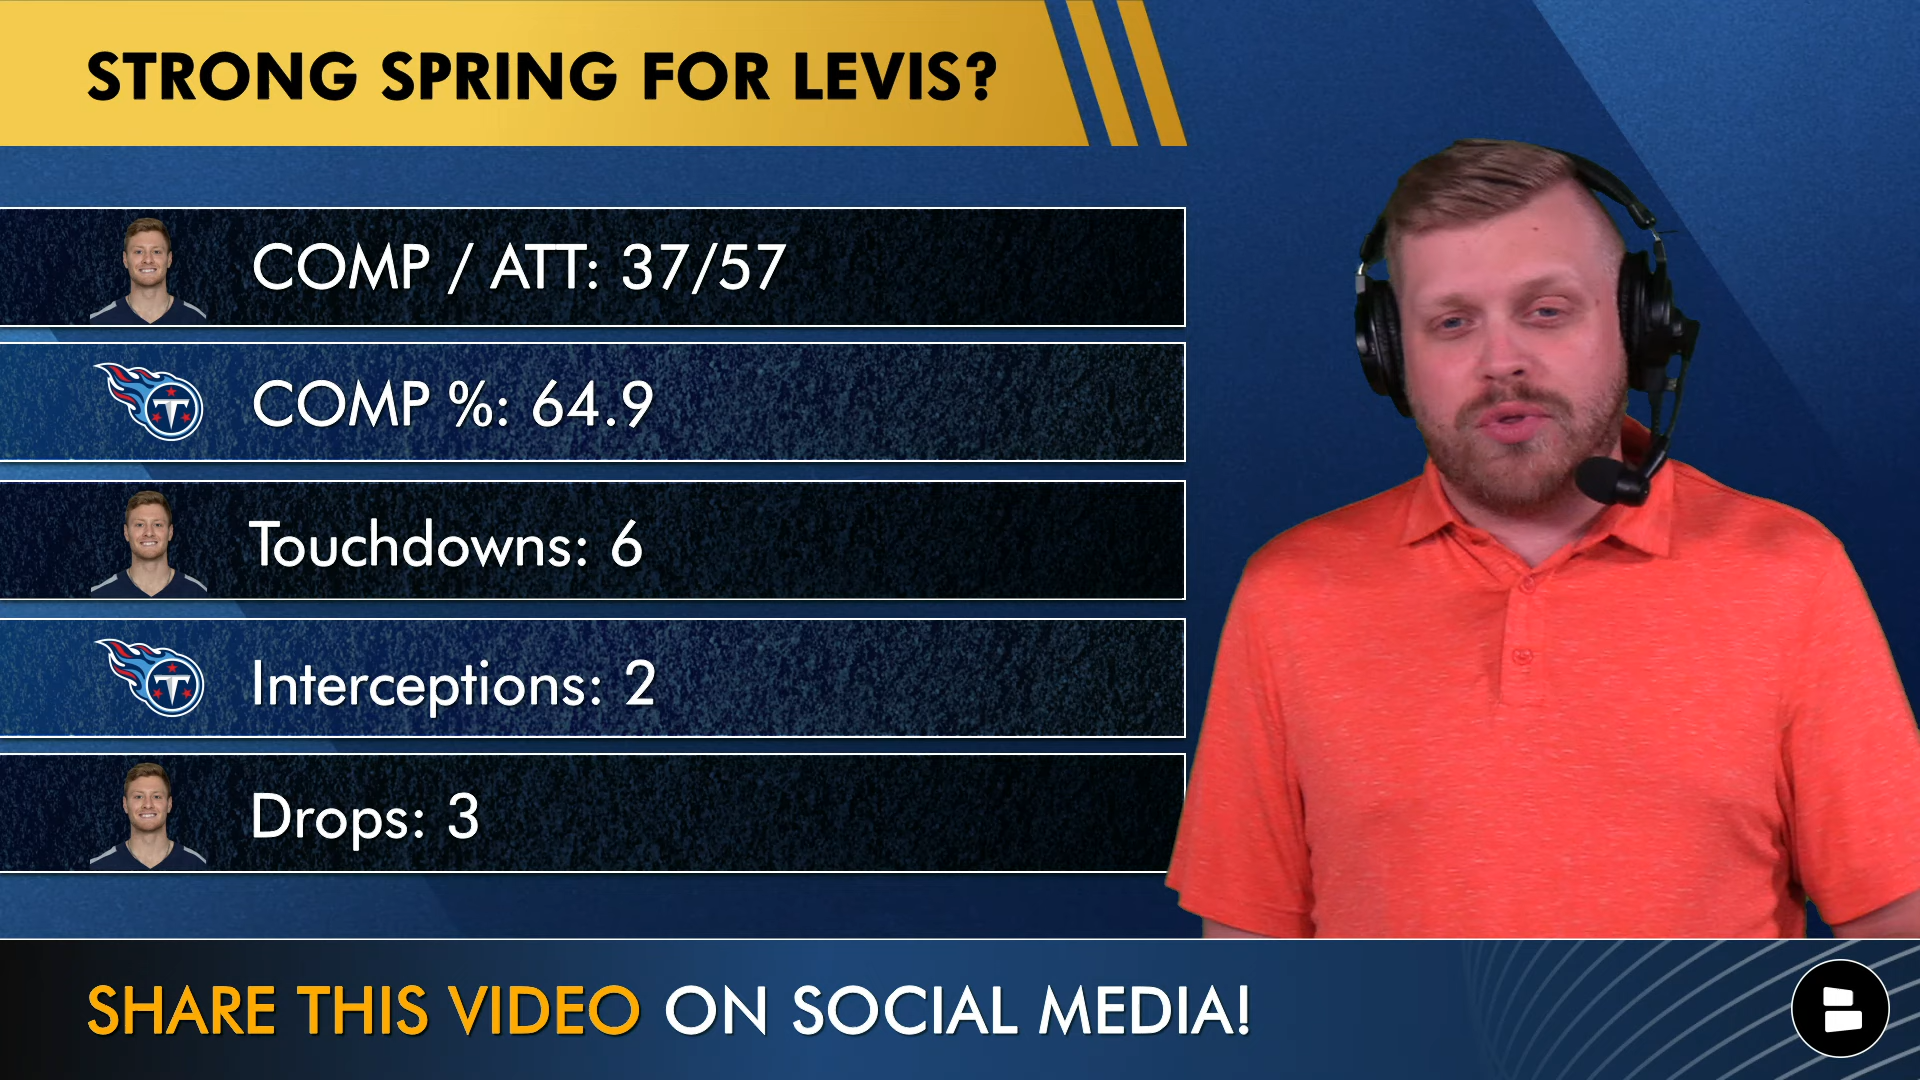 STRONG SPRING FOR LEVIS?
COMP / ATT: 37/57
COMP %: 64.9
Touchdowns: 6
Interceptions: 2
Drops: 3
SHARE THIS VIDEO ON SOCIAL MEDIA!